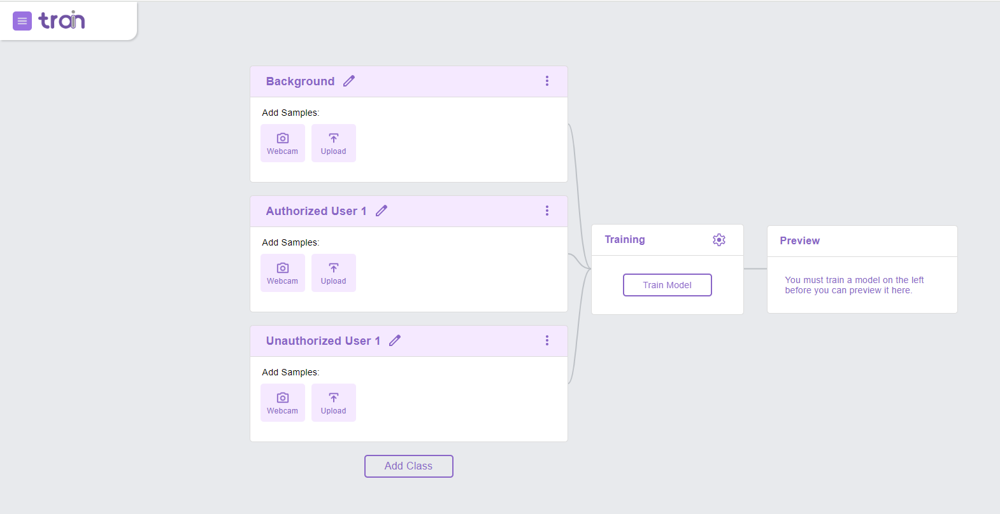 train
Background
Add Samples:
Webcam
Upload
Authorized User 1
Add Samples:
Webcam
Upload
Unauthorized User 1
Add Samples:
Webcam
Upload
Add Class
Training
Train Model
Preview
You must train a model on the left
before you can preview it here.